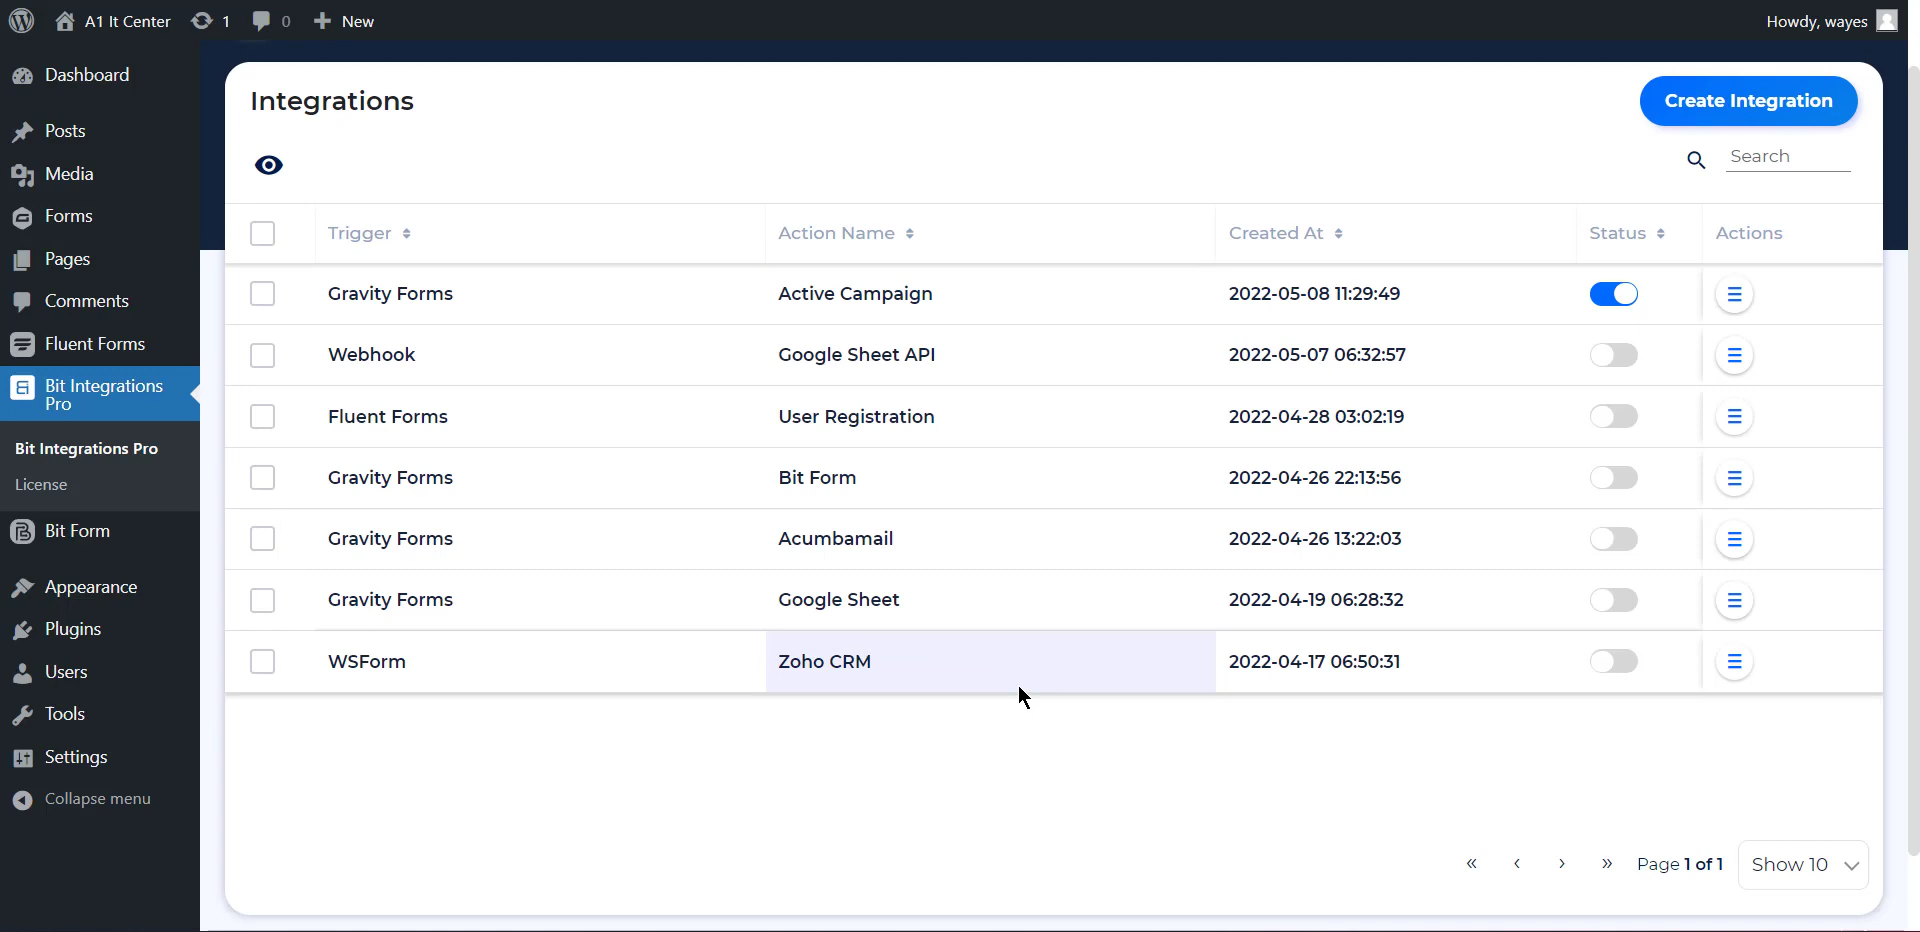 A1 It Center 1 0 New Howdy, wayes
Dashboard
Posts
Media
Forms
Pages
Comments
Fluent Forms
Bit Integrations
Pro
Bit Integrations Pro
License
Bit Form
Appearance
Plugins
Users
Tools
Settings
Collapse menu
Integrations
Create Integration
Search
Trigger Action Name Created At Status Actions
Gravity Forms Active Campaign 2022-05-08 11:29:49
Webhook Google Sheet API 2022-05-07 06:32:57
Fluent Forms User Registration 2022-04-28 03:02:19
Gravity Forms Bit Form 2022-04-26 22:13:56
Gravity Forms Acumbamail 2022-04-26 13:22:03
Gravity Forms Google Sheet 2022-04-19 06:28:32
WSForm Zoho CRM 2022-04-17 06:50:31
« ‹ › » Page 1 of 1 Show 10